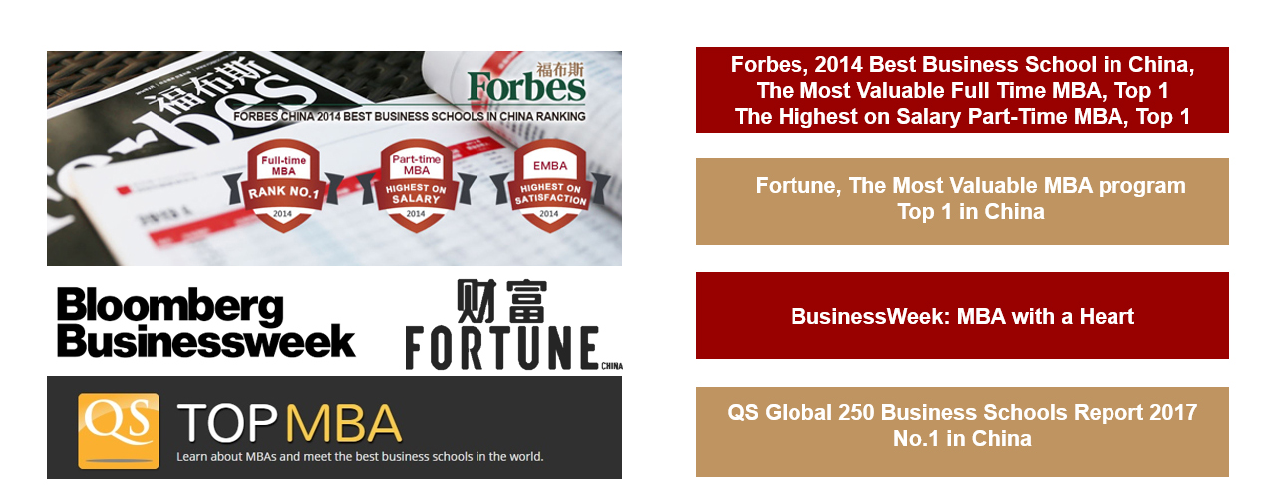 福布斯
rbes
福布斯
Forbes
FORBES CHINA 2014 BEST BUSINESS SCHOOLS IN CHINA RANKING
Full-time
MBA
RANK NO.1
2014
Part-time
MBA
HIGHEST ON
SALARY
2014
EMBA
HIGHEST ON
SATISFACTION
2014
Bloomberg
Businessweek
财富
FORTUNE
CHINA
QS
TOPMBA
Learn about MBAs and meet the best business schools in the world.
Forbes, 2014 Best Business School in China,
The Most Valuable Full Time MBA, Top 1
The Highest on Salary Part-Time MBA, Top 1
Fortune, The Most Valuable MBA program
Top 1 in China
BusinessWeek: MBA with a Heart
QS Global 250 Business Schools Report 2017
No.1 in China